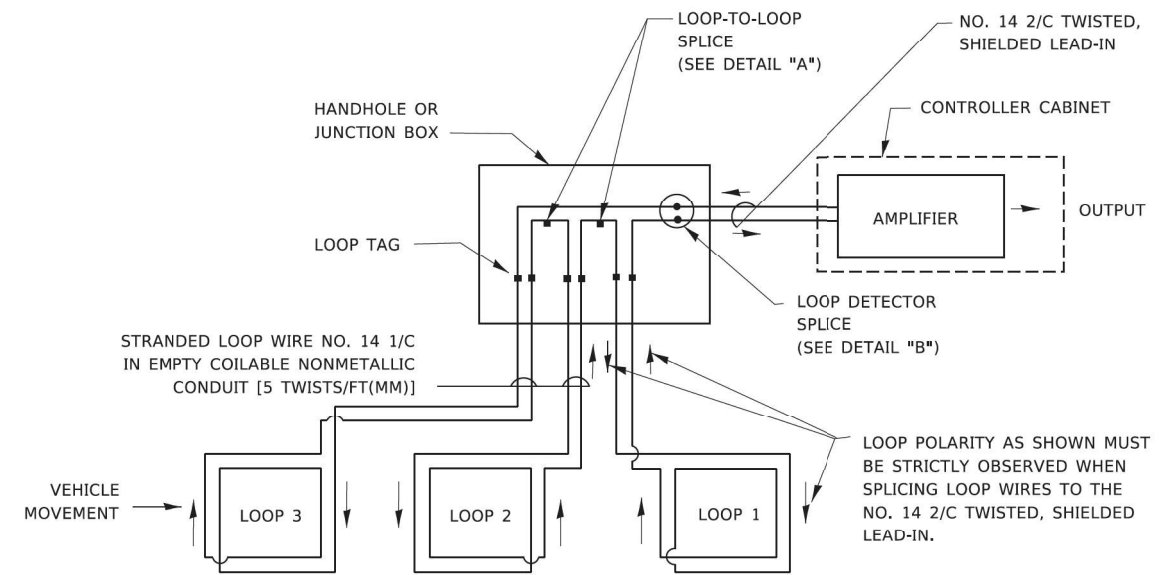 LOOP-TO-LOOP
SPLICE
(SEE DETAIL "A")
NO. 14 2/C TWISTED,
SHIELDED LEAD-IN
HANDHOLE OR
JUNCTION BOX
CONTROLLER CABINET
AMPLIFIER
OUTPUT
LOOP TAG
LOOP DETECTOR
SPLICE
(SEE DETAIL "B")
STRANDED LOOP WIRE NO. 14 1/C
IN EMPTY COILABLE NONMETALLIC
CONDUIT [5 TWISTS/FT(MM)]
LOOP POLARITY AS SHOWN MUST
BE STRICTLY OBSERVED WHEN
SPLICING LOOP WIRES TO THE
NO. 14 2/C TWISTED, SHIELDED
LEAD-IN.
VEHICLE
MOVEMENT
LOOP 3
LOOP 2
LOOP 1